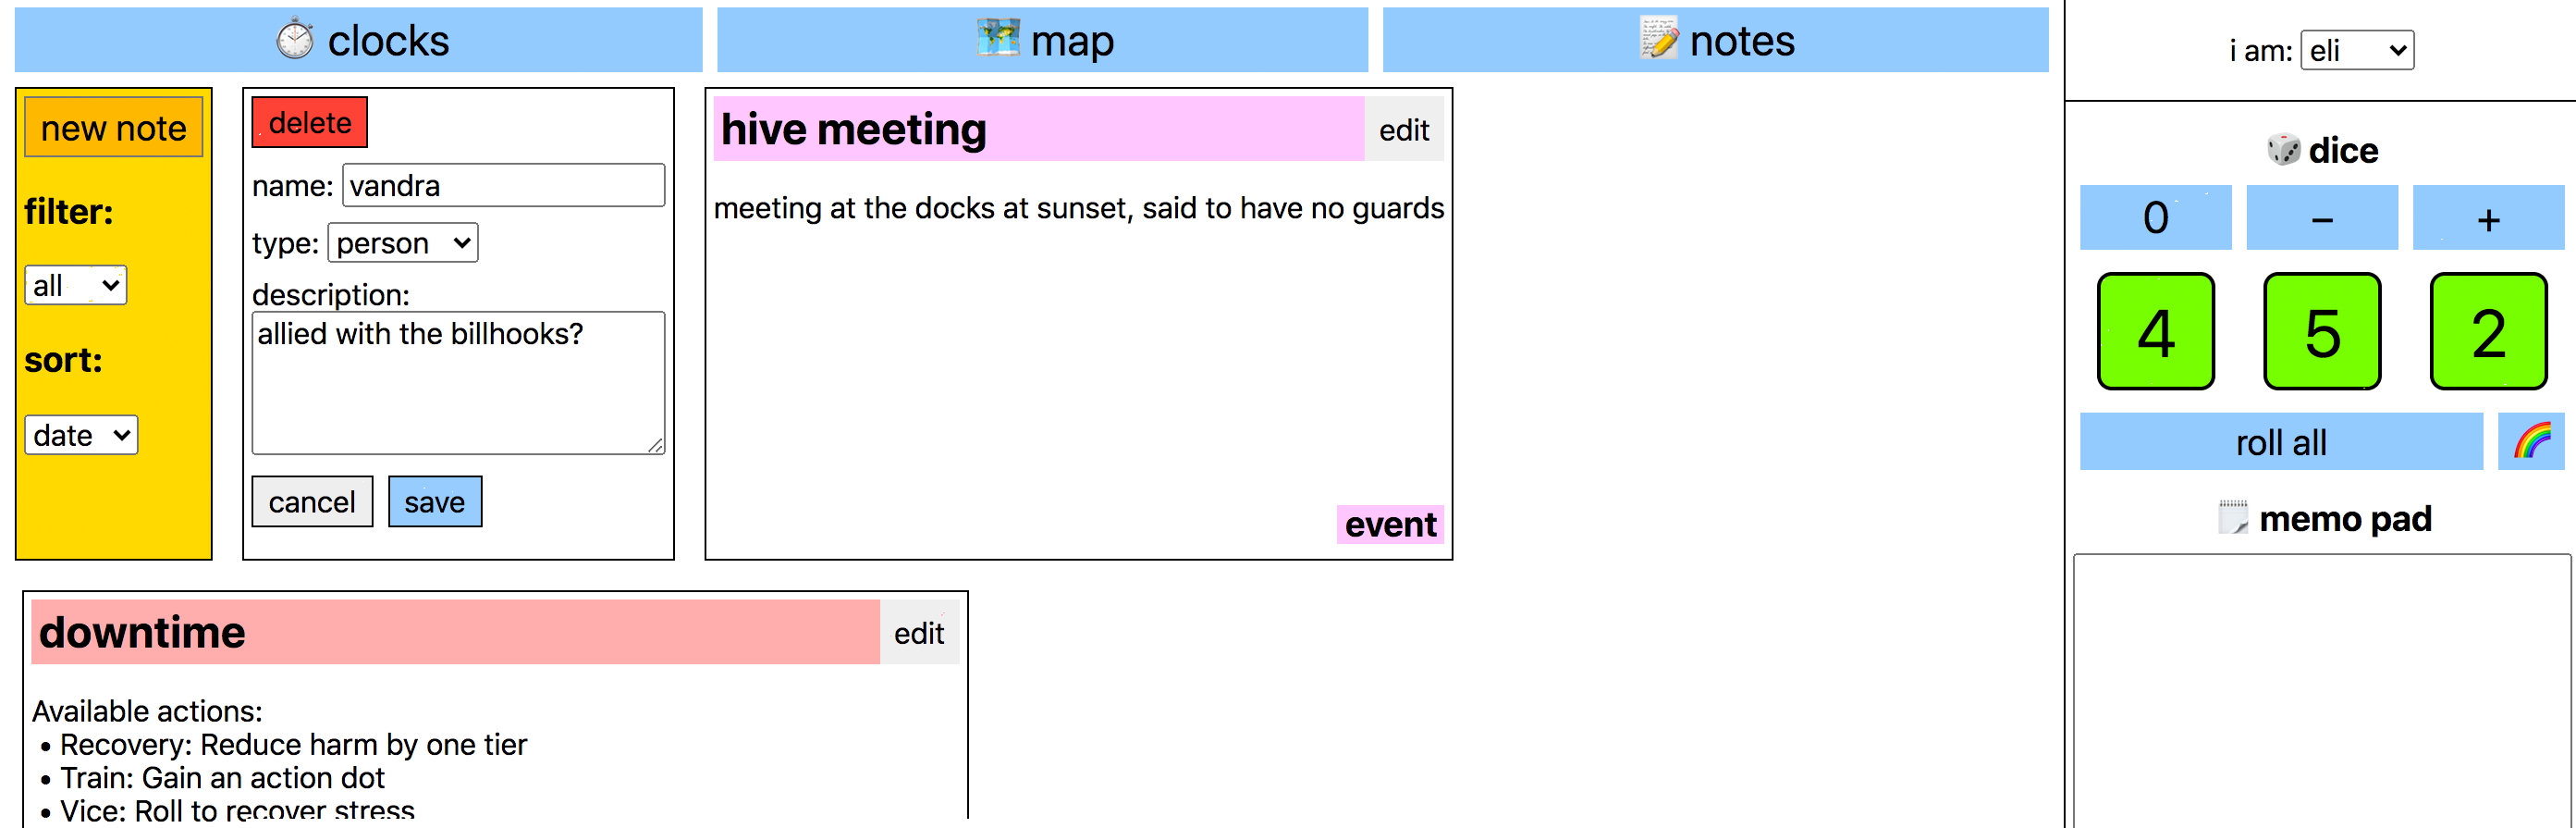 clocks
map
notes
i am: eli
new note
filter:
all
sort:
date
delete
name: vandra
type: person
description:
allied with the billhooks?
cancel save
hive meeting edit
meeting at the docks at sunset, said to have no guards
event
downtime edit
Available actions:
• Recovery: Reduce harm by one tier
• Train: Gain an action dot
• Vice: Roll to recover stress
dice
0 − +
4 5 2
roll all
memo pad